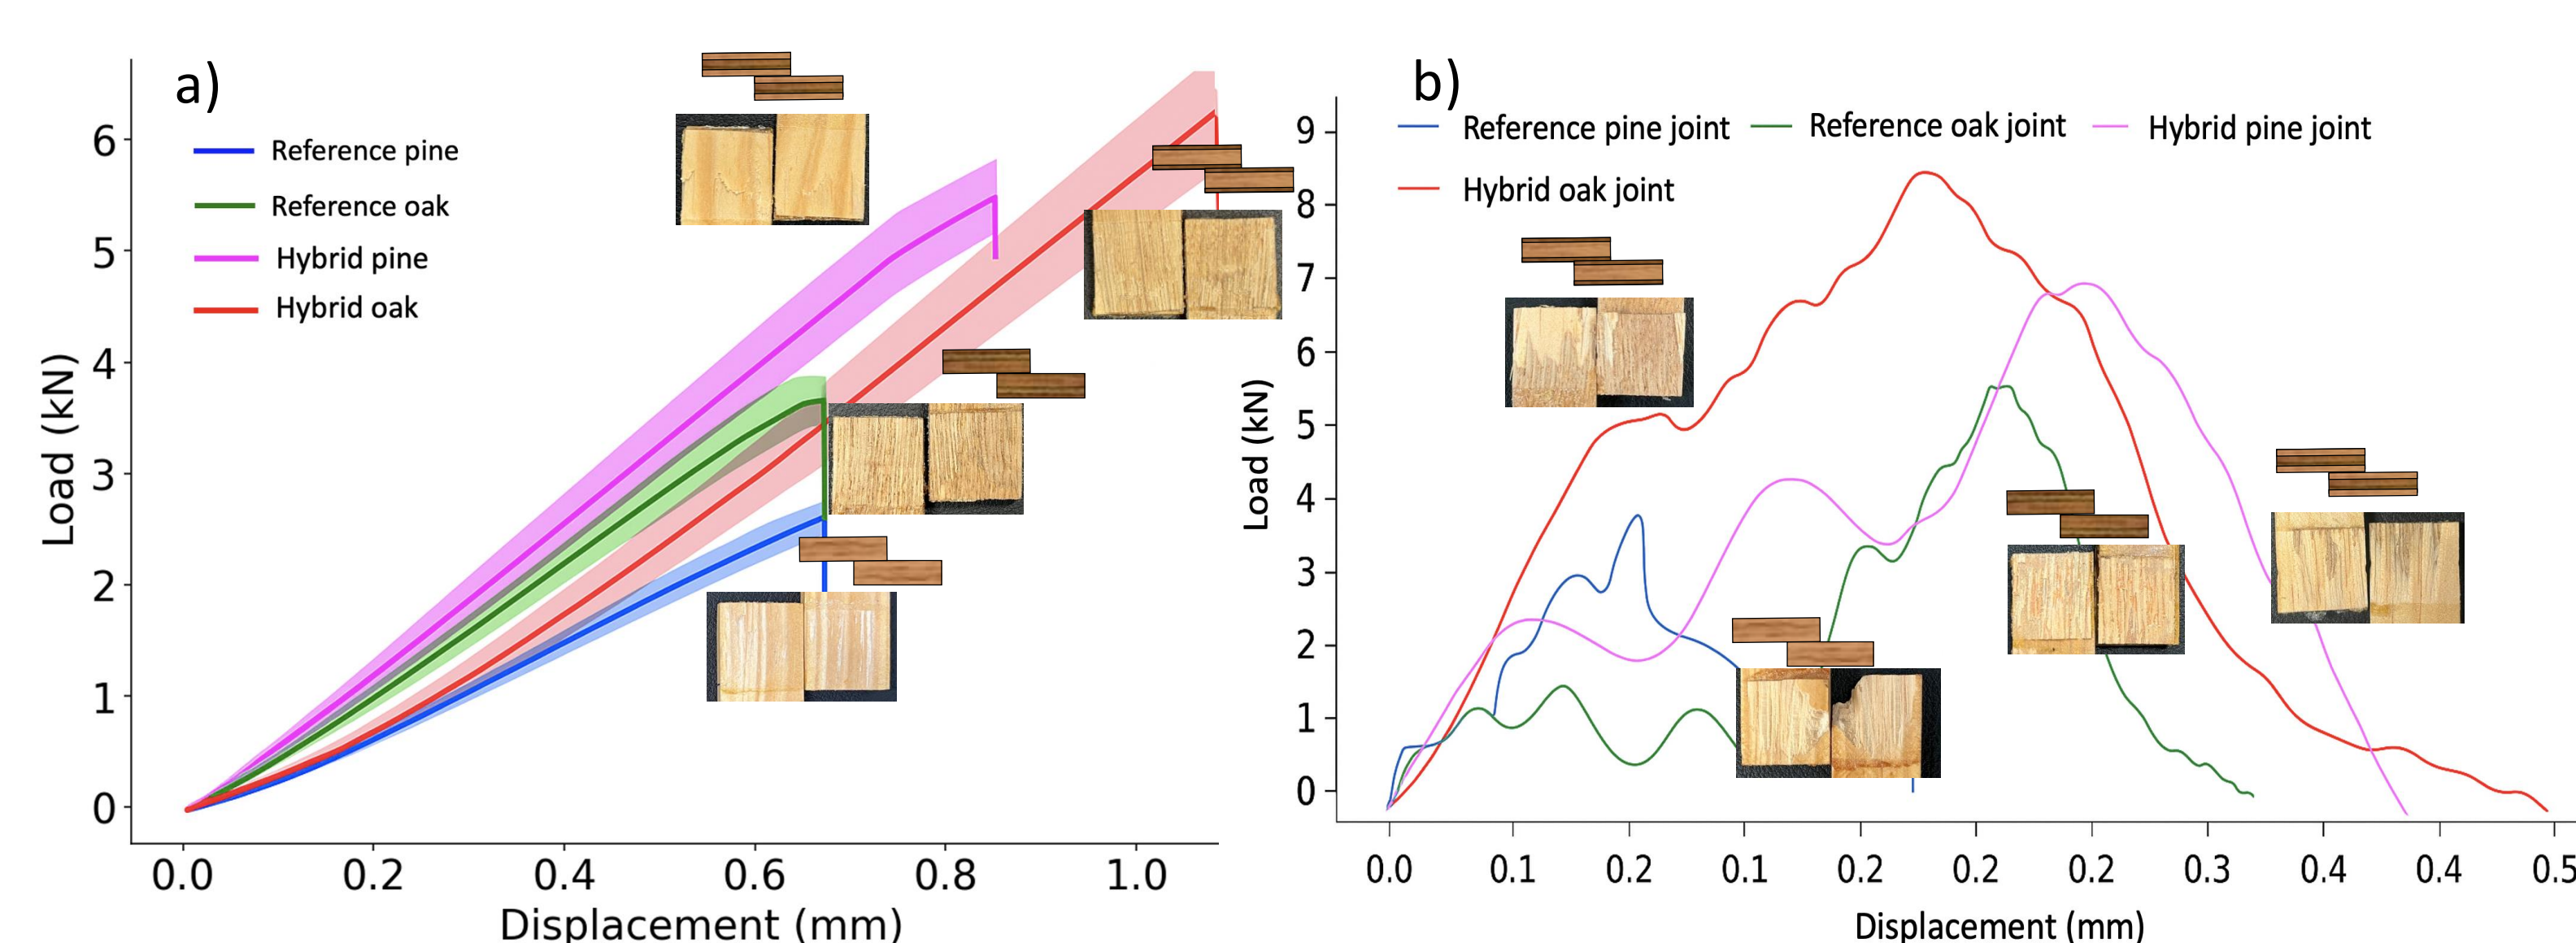 a)
Reference pine
Reference oak
Hybrid pine
Hybrid oak
6
5
4
3
2
1
0
Load (kN)
0.0 0.2 0.4 0.6 0.8 1.0
Displacement (mm)
b)
Reference pine joint Reference oak joint Hybrid pine joint
Hybrid oak joint
9
8
7
6
5
4
3
2
1
0
Load (kN)
0.0 0.1 0.2 0.1 0.2 0.2 0.2 0.3 0.4 0.4 0.5
Displacement (mm)